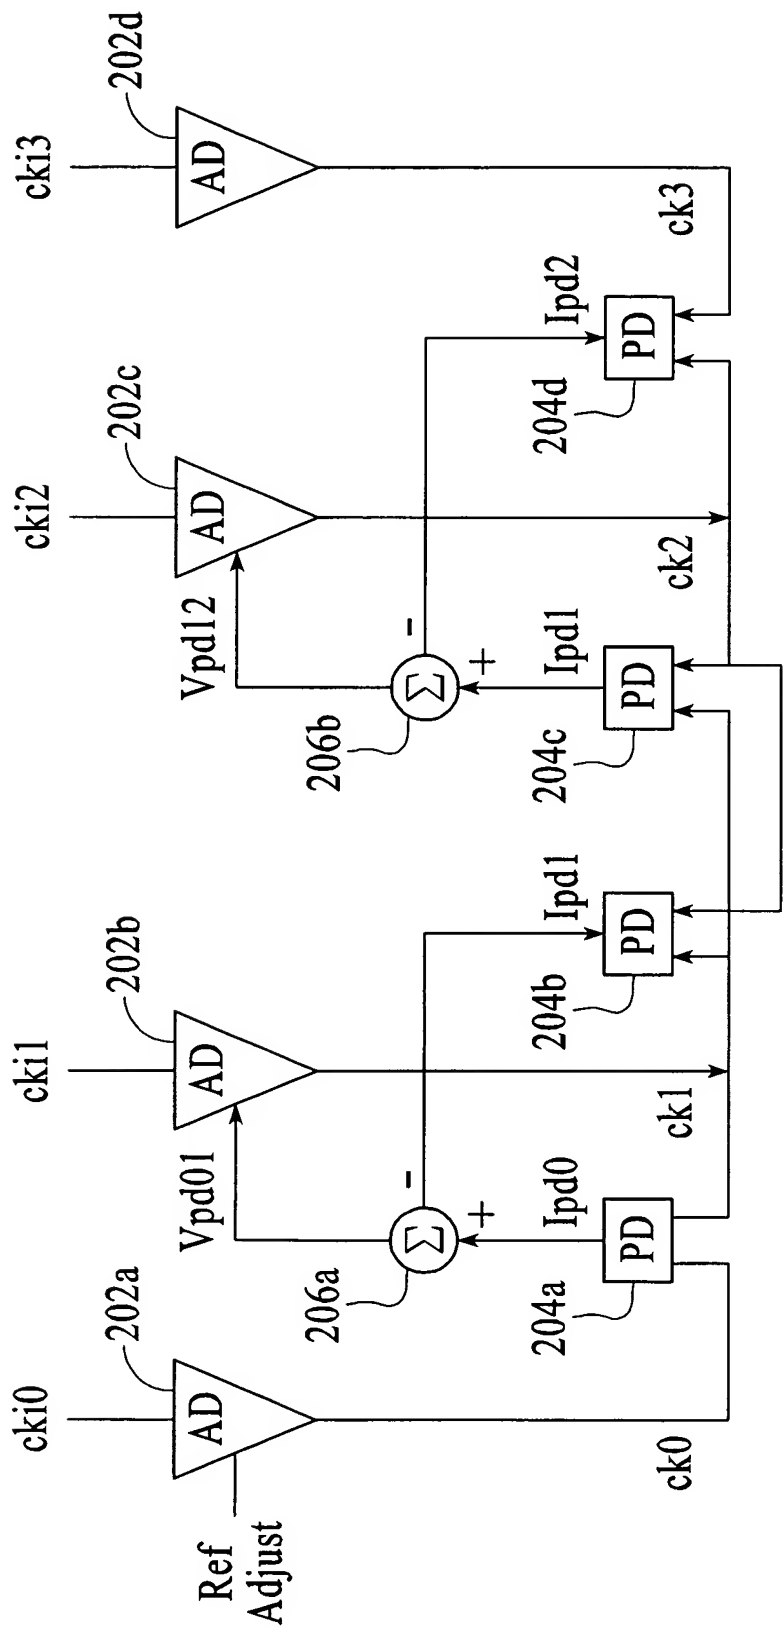 cki0
cki1
cki2
cki3
202a
202b
202c
202d
AD
AD
AD
AD
Ref
Adjust
Vpd01
Vpd12
206a
Σ
-
+
206b
Σ
-
+
Ipd0
Ipd1
Ipd1
Ipd2
204a
PD
204b
PD
204c
PD
204d
PD
ck0
ck1
ck2
ck3